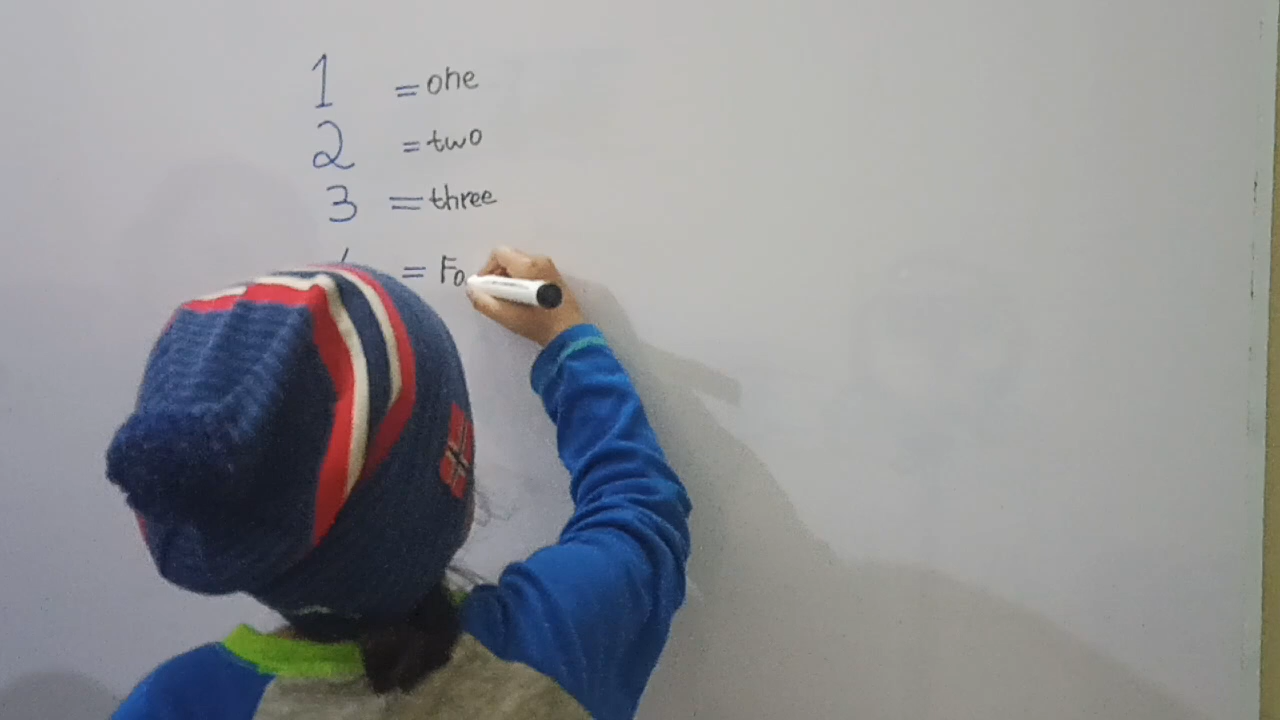 1 = one
2 = two
3 = three
= Fo